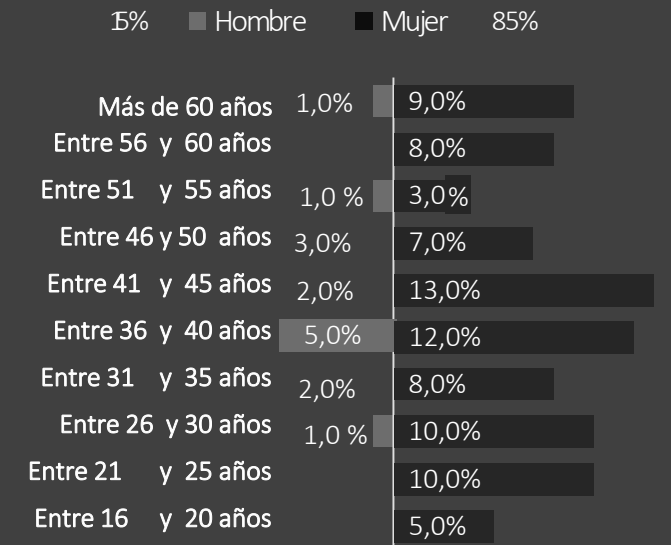 15% Hombre Mujer 85%
Más de 60 años 1,0% 9,0%
Entre 56 y 60 años 8,0%
Entre 51 y 55 años 1,0 % 3,0%
Entre 46 y 50 años 3,0% 7,0%
Entre 41 y 45 años 2,0% 13,0%
Entre 36 y 40 años 5,0% 12,0%
Entre 31 y 35 años 2,0% 8,0%
Entre 26 y 30 años 1,0 % 10,0%
Entre 21 y 25 años 10,0%
Entre 16 y 20 años 5,0%